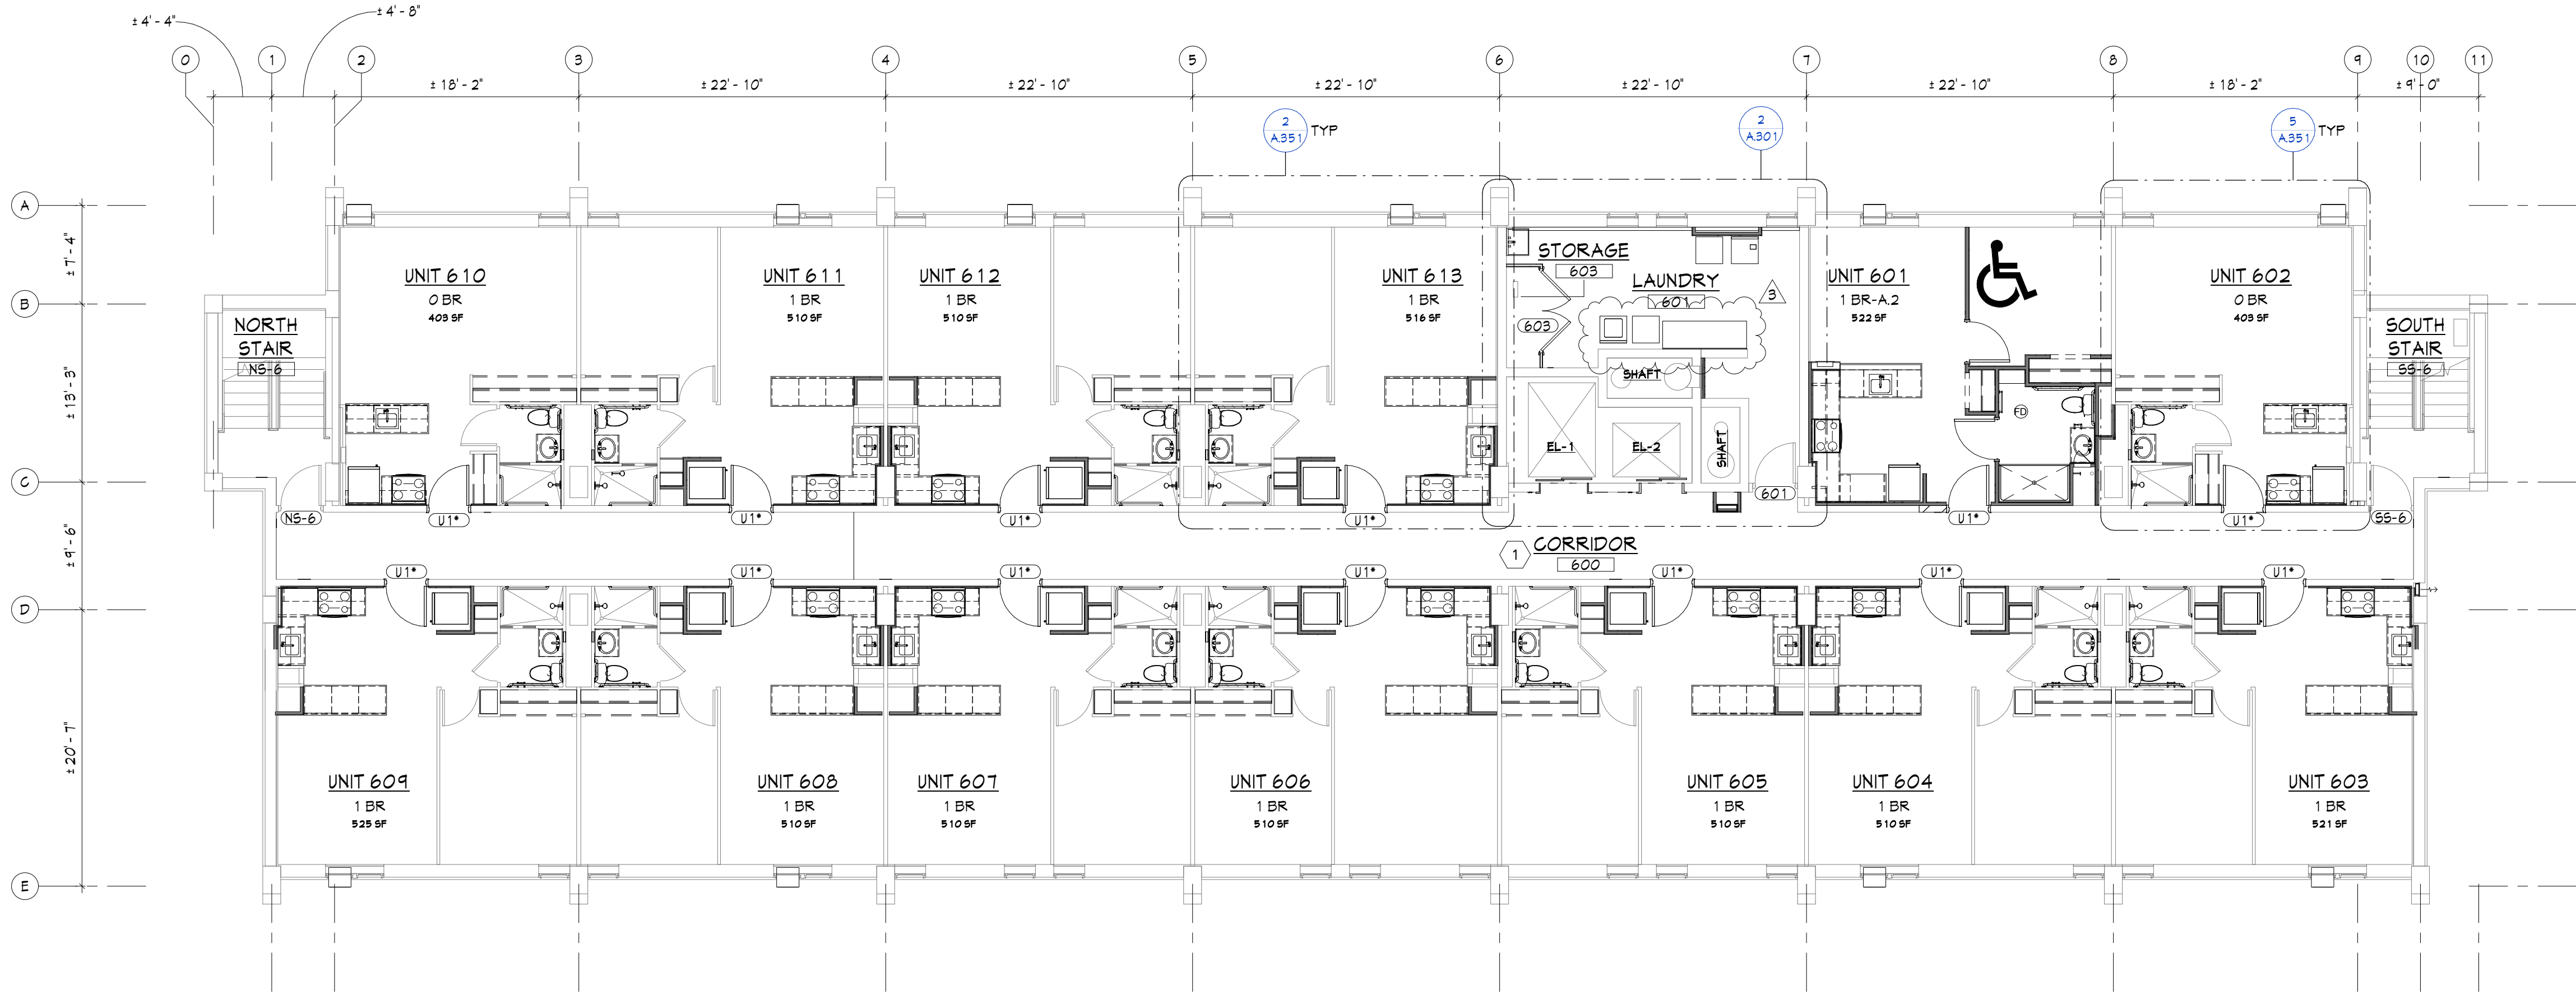 ± 4' - 4"
± 4' - 8"
0
1
2
3
4
5
6
7
8
9
10
11
± 18' - 2"
± 22' - 10"
± 22' - 10"
± 22' - 10"
± 22' - 10"
± 22' - 10"
± 18' - 2"
± 9' - 0"
2
A.351
TYP
2
A.301
5
A.351
TYP
A
B
C
D
E
± 7' - 4"
± 13' - 3"
± 9' - 6"
± 20' - 7"
NORTH
STAIR
NS-6
UNIT 610
0 BR
403 SF
UNIT 611
1 BR
510 SF
UNIT 612
1 BR
510 SF
UNIT 613
1 BR
516 SF
STORAGE
603
LAUNDRY
601
3
603
SHAFT
EL-1
EL-2
SHAFT
601
UNIT 601
1 BR-A.2
522 SF
FD
UNIT 602
0 BR
403 SF
SOUTH
STAIR
SS-6
NS-6
U1*
U1*
U1*
U1*
U1*
U1*
SS-6
1
CORRIDOR
600
U1*
U1*
U1*
U1*
U1*
U1*
U1*
UNIT 609
1 BR
525 SF
UNIT 608
1 BR
510 SF
UNIT 607
1 BR
510 SF
UNIT 606
1 BR
510 SF
UNIT 605
1 BR
510 SF
UNIT 604
1 BR
510 SF
UNIT 603
1 BR
521 SF